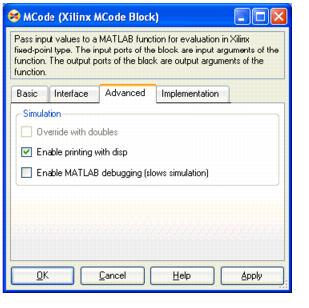 MCode (Xilinx MCode Block)
Pass input values to a MATLAB function for evaluation in Xilinx
fixed-point type. The input ports of the block are input arguments of the
function. The output ports of the block are output arguments of the
function.
Basic Interface Advanced Implementation
Simulation
Override with doubles
Enable printing with disp
Enable MATLAB debugging (slows simulation)
OK Cancel Help Apply